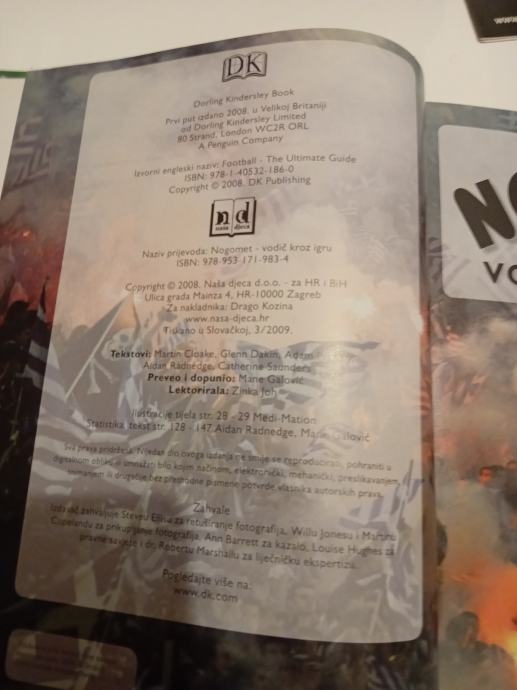 DK
Dorling Kindersley Book
Prvi put izdano 2008. u Velikoj Britaniji
od Dorling Kindersley Limited
80 Strand, London WC2R ORL
A Penguin Company
Izvorni engleski naziv: Football - The Ultimate Guide
ISBN: 978-1-40532-186-0
Copyright © 2008. DK Publishing
nd
naša djeca
Naziv prijevoda: Nogomet - vodič kroz igru
ISBN: 978-953-171-983-4
Copyright © 2008. Naša djeca d.o.o. - za HR i BiH
Ulica grada Mainza 4, HR-10000 Zagreb
Za nakladnika: Drago Kozina
www.nasa-djeca.hr
Tiskano u Slovačkoj, 3/2009.
Tekstovi: Martin Cloake, Glenn Dakin, Adam
Aidan Radnedge, Catherine Saunders
Preveo i dopunio: Mane Galović
Lektorirala: Zinka
Ilustracije tijela str. 28 - 29 Medi-Mation
Statistika, tekst str. 128 - 147 Aidan Radnedge, Mane Galović
Sva prava pridržana. Nijedan dio ovoga izdanja ne smije se reproducirati, pohraniti u
digitalnom obliku ili umnažati bilo kojim načinom, elektronički, mehanički, preslikavanjem,
snimanjem ili drugačije bez prethodne pismene potvrde vlasnika autorskih prava.
Zahvale
Izdavač zahvaljuje Steveu Ellisu za retuširanje fotografija, Willu Jonesu i Martinu
Copelandu za prikupljanje fotografija, Ann Barrett za kazalo, Louise Hughes za
pravne savjete i dr. Robertu Marshallu za liječničku ekspertizu.
Pogledajte više na:
www.dk.com
www
NO
vo